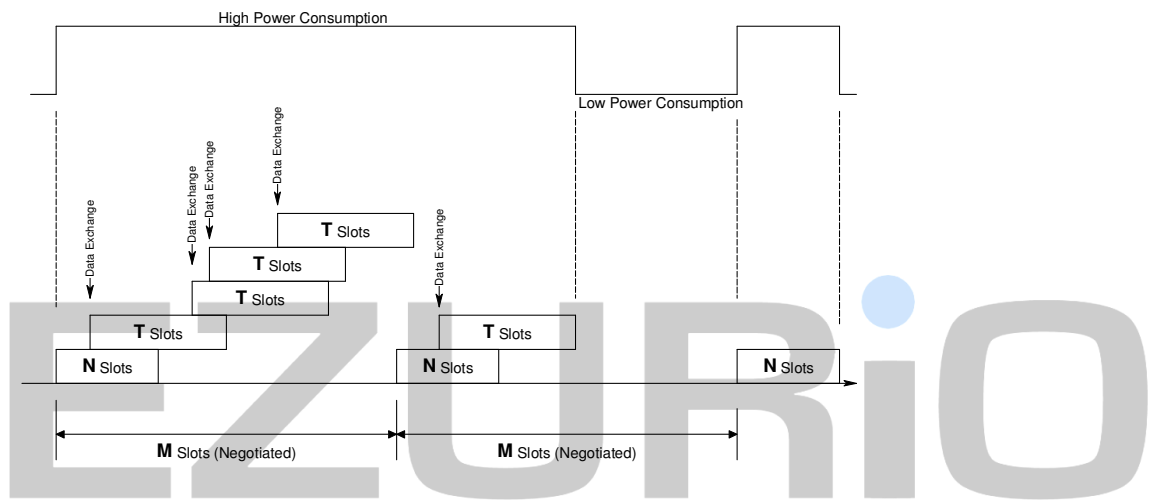 High Power Consumption
Low Power Consumption
Data Exchange
Data Exchange
Data Exchange
Data Exchange
Data Exchange
T Slots
T Slots
T Slots
T Slots
T Slots
N Slots
N Slots
N Slots
M Slots (Negotiated)
M Slots (Negotiated)
EZURiO